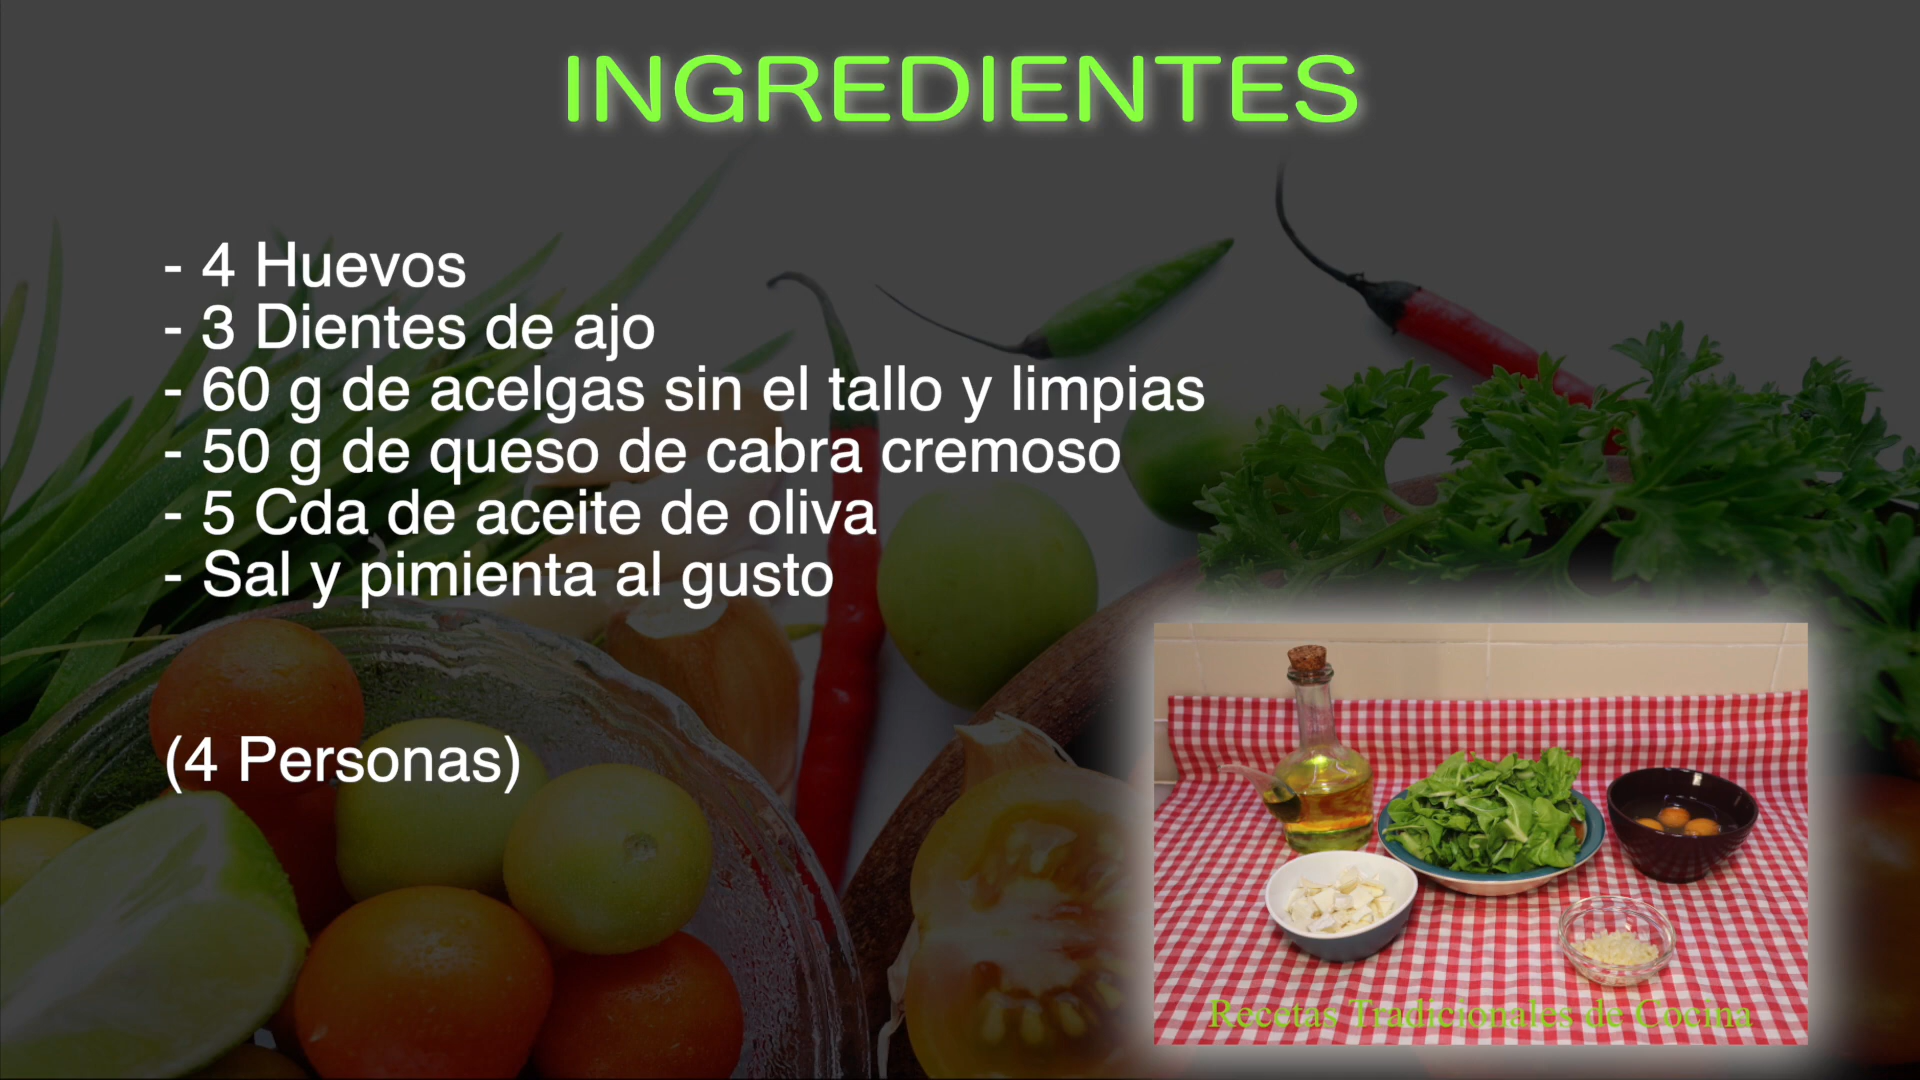 INGREDIENTES
- 4 Huevos
- 3 Dientes de ajo
- 60 g de acelgas sin el tallo y limpias
- 50 g de queso de cabra cremoso
- 5 Cda de aceite de oliva
- Sal y pimienta al gusto
(4 Personas)
Recetas Tradicionales de Cocina